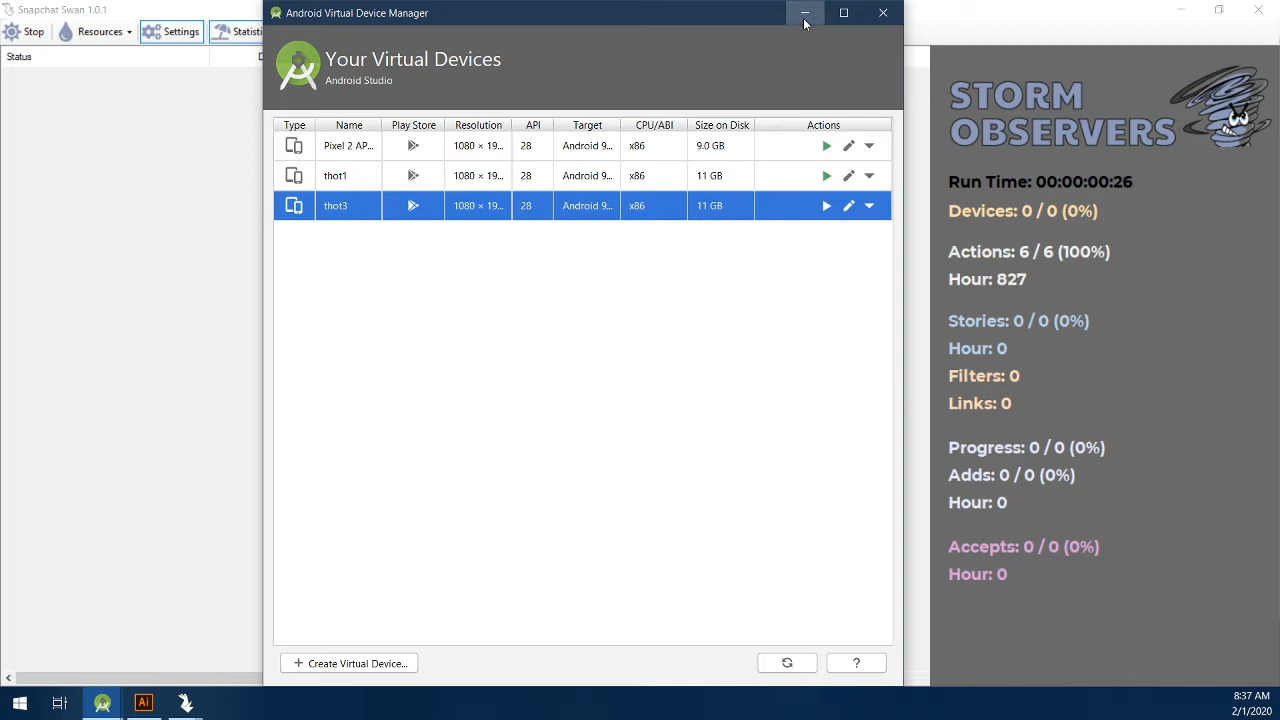 Snapchat Swan 1.0.1
Stop Resources Settings Statisti
Status D
Android Virtual Device Manager
Your Virtual Devices
Android Studio
Type Name Play Store Resolution API Target CPU/ABI Size on Disk Actions
Pixel 2 AP... 1080 × 19... 28 Android 9... x86 9.0 GB
thot1 1080 × 19... 28 Android 9... x86 11 GB
thot3 1080 × 19... 28 Android 9... x86 11 GB
+ Create Virtual Device... ?
STORM
OBSERVERS
Run Time: 00:00:00:26
Devices: 0 / 0 (0%)
Actions: 6 / 6 (100%)
Hour: 827
Stories: 0 / 0 (0%)
Hour: 0
Filters: 0
Links: 0
Progress: 0 / 0 (0%)
Adds: 0 / 0 (0%)
Hour: 0
Accepts: 0 / 0 (0%)
Hour: 0
Ai
8:37 AM
2/1/2020